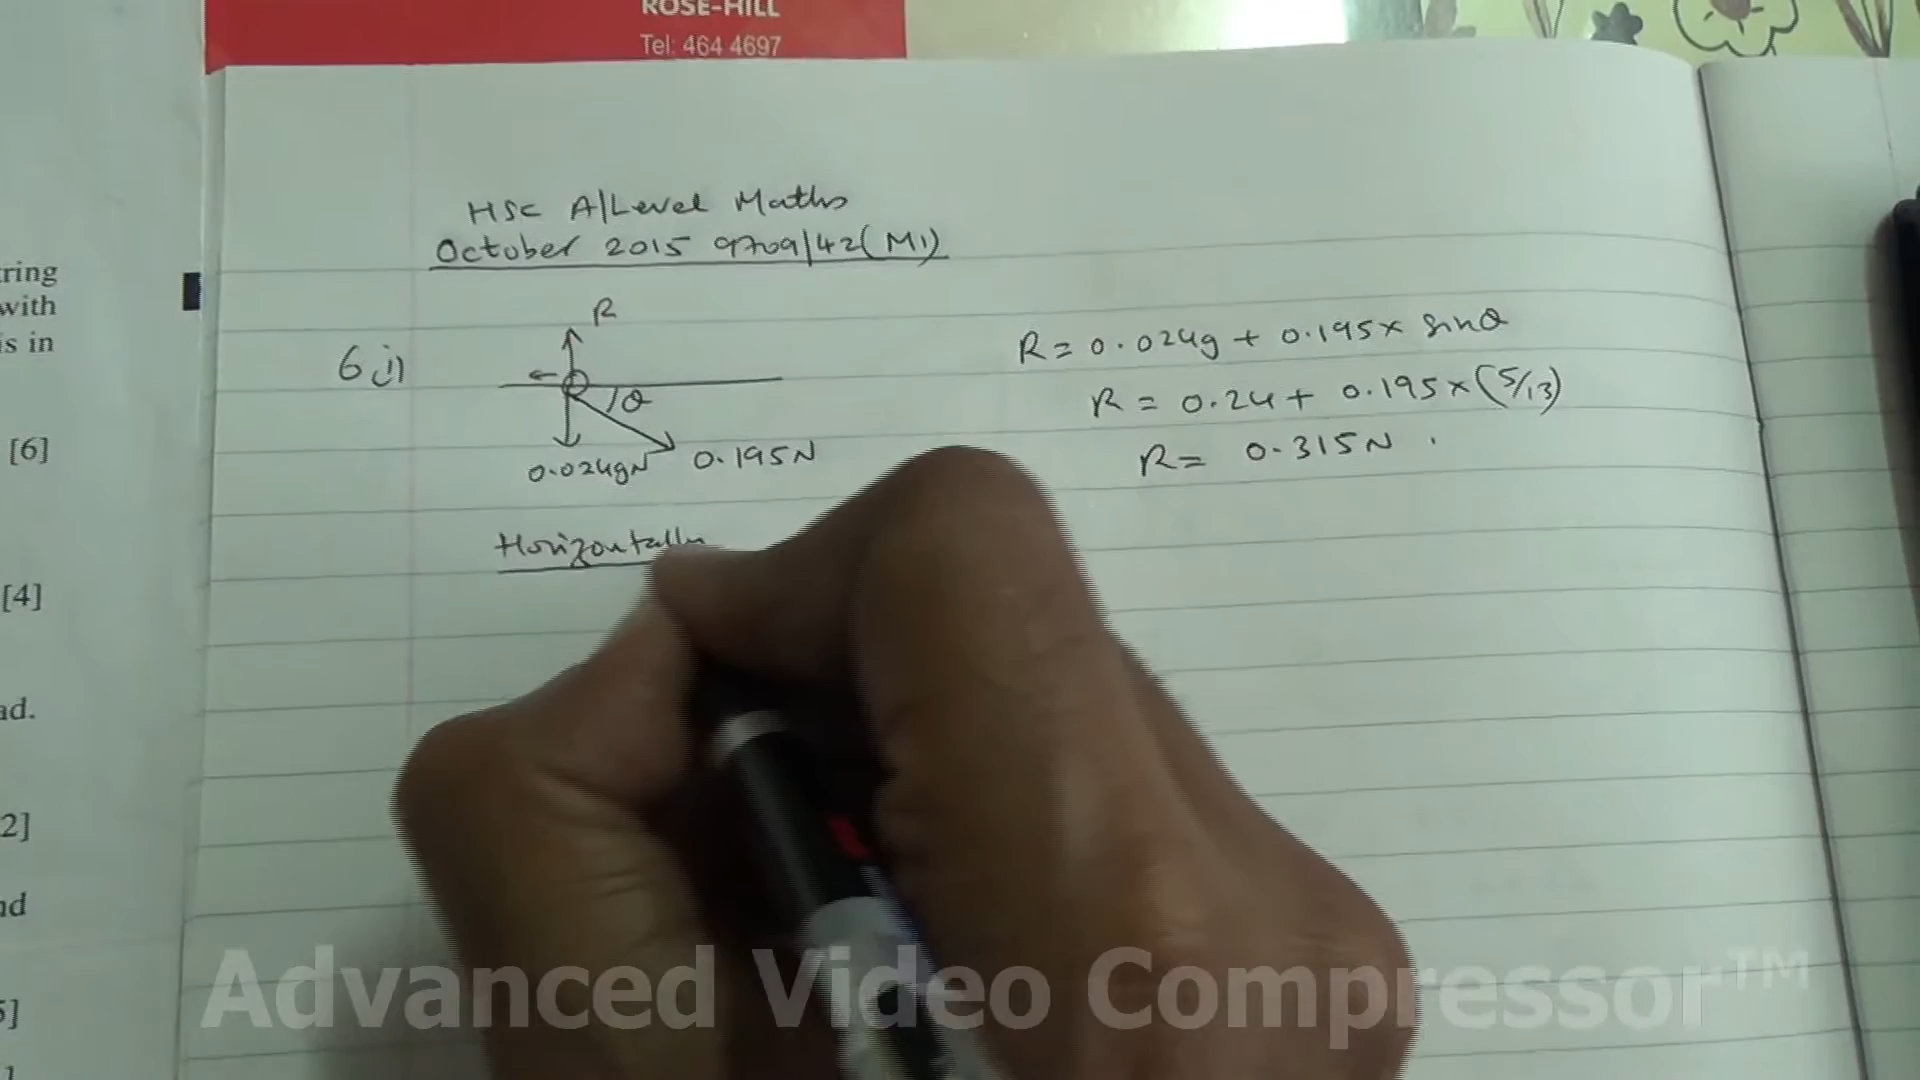 ROSE-HILL
Tel: 464 4697
HSC A/Level Maths
October 2015 9709/42(M1)
6 i)
R
θ
0.024gN
0.195N
R = 0.024g + 0.195 x sinθ
R = 0.24 + 0.195 x (5/13)
R = 0.315N .
Horizontally
tring
with
is in
[6]
[4]
ad.
2]
nd
5]
Advanced Video Compressor™